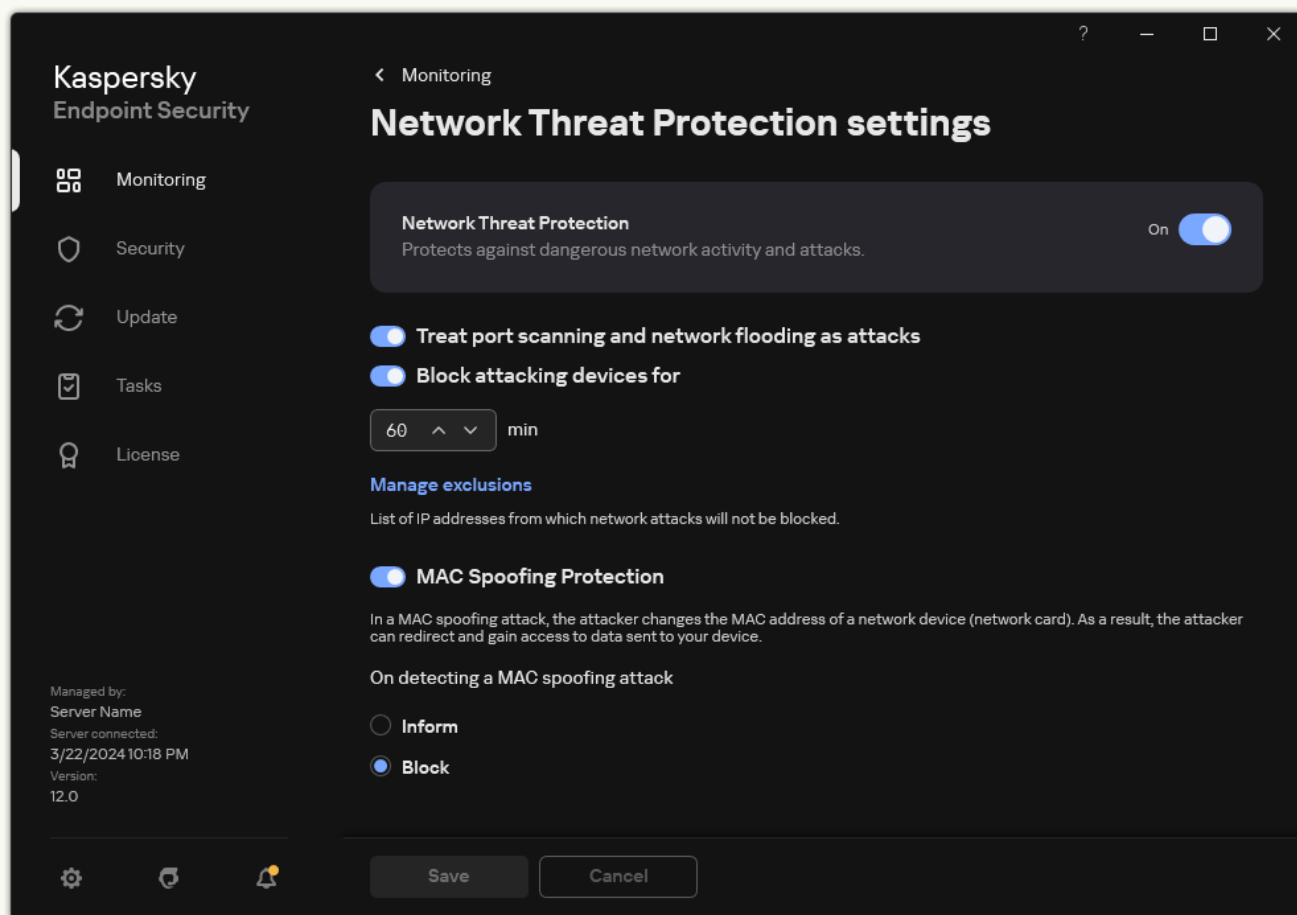 ?
Kaspersky
Endpoint Security
Monitoring
Security
Update
Tasks
License
Managed by:
Server Name
Server connected:
3/22/2024 10:18 PM
Version:
12.0
Monitoring
Network Threat Protection settings
Network Threat Protection
Protects against dangerous network activity and attacks.
On
Treat port scanning and network flooding as attacks
Block attacking devices for
60 min
Manage exclusions
List of IP addresses from which network attacks will not be blocked.
MAC Spoofing Protection
In a MAC spoofing attack, the attacker changes the MAC address of a network device (network card). As a result, the attacker
can redirect and gain access to data sent to your device.
On detecting a MAC spoofing attack
Inform
Block
Save
Cancel